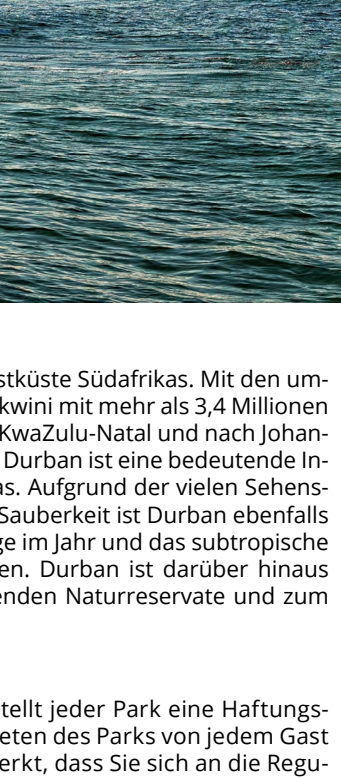 stküste Südafrikas. Mit den um-
kwini mit mehr als 3,4 Millionen
KwaZulu-Natal und nach Johan-
Durban ist eine bedeutende In-
as. Aufgrund der vielen Sehens-
Sauberkeit ist Durban ebenfalls
ge im Jahr und das subtropische
en. Durban ist darüber hinaus
enden Naturreservate und zum
tellt jeder Park eine Haftungs-
eten des Parks von jedem Gast
erkt, dass Sie sich an die Regu-